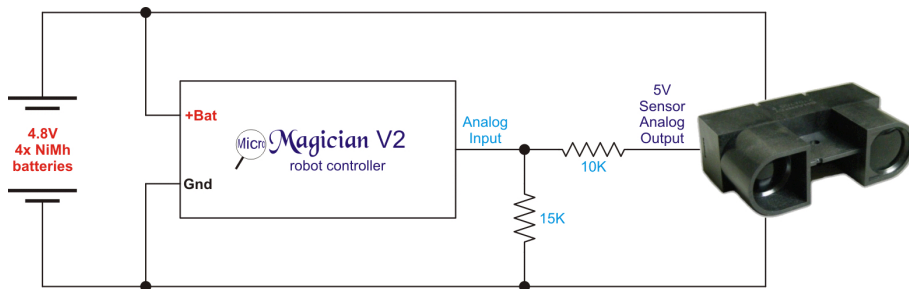 4.8V
4x NiMh
batteries
+Bat
Gnd
Micro Magician V2
robot controller
Analog
Input
10K
15K
5V
Sensor
Analog
Output